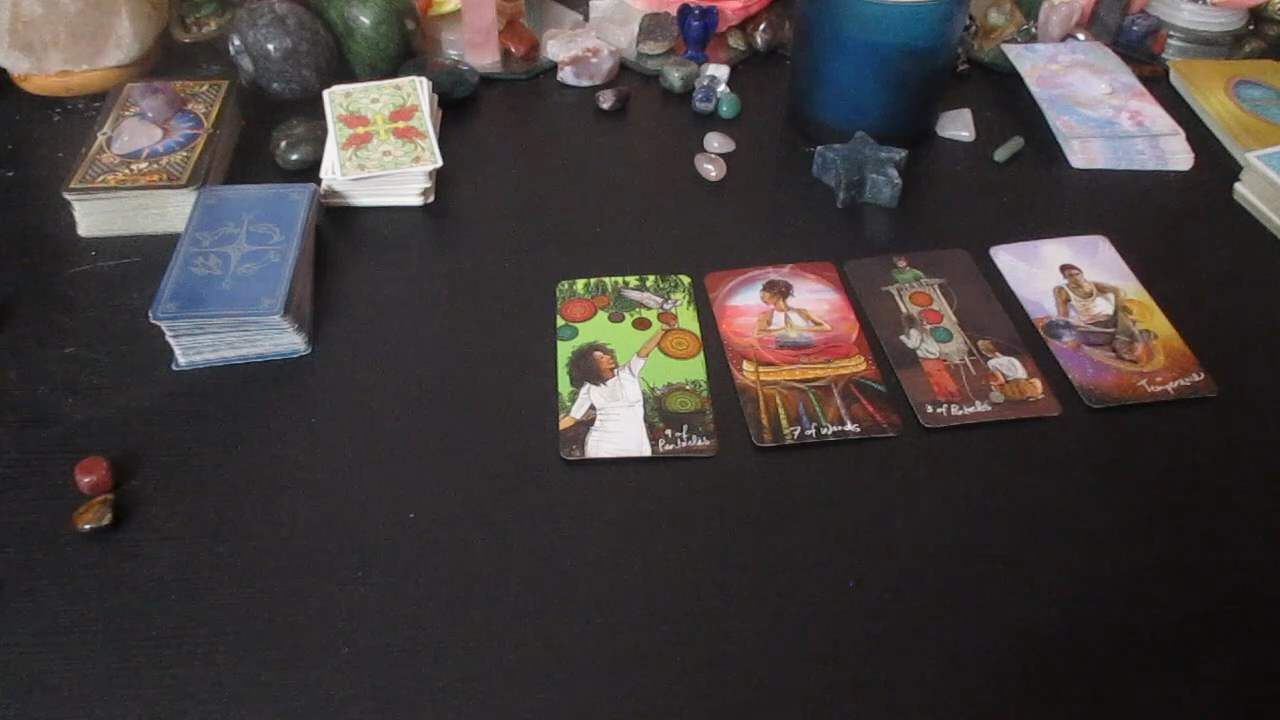 9 of
Pentacles
7 of Wands
3 of Pentacles
Temperance